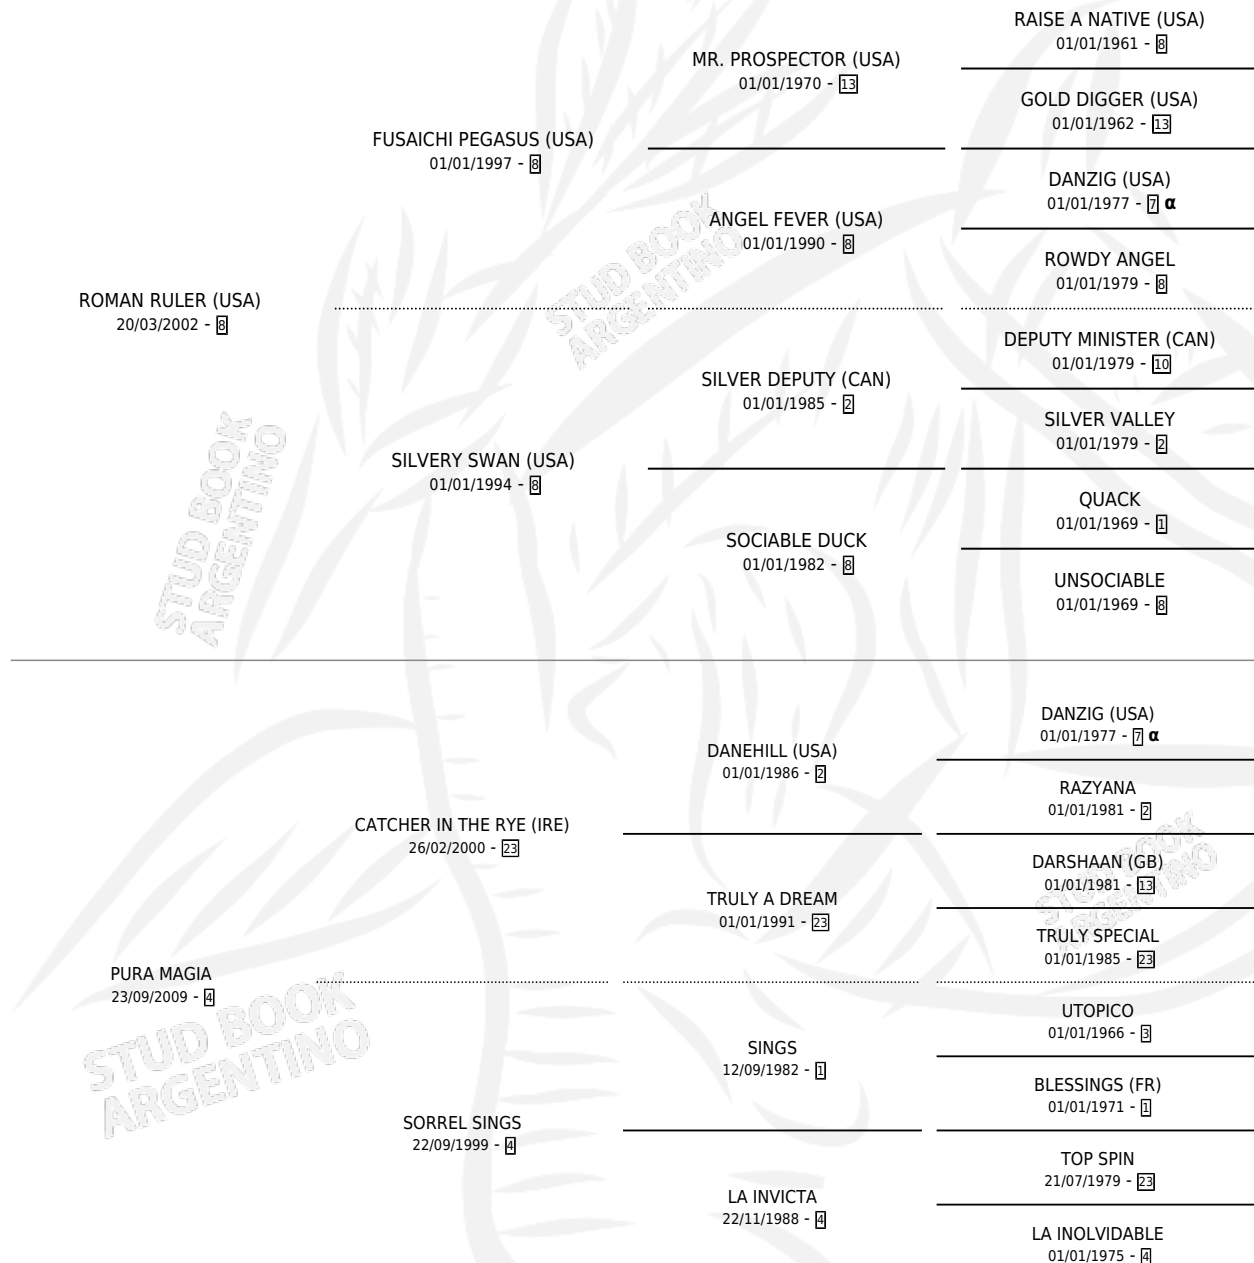 RAISE A NATIVE (USA)
01/01/1961 - 8
MR. PROSPECTOR (USA)
01/01/1970 - 13
GOLD DIGGER (USA)
01/01/1962 - 13
FUSAICHI PEGASUS (USA)
01/01/1997 - 8
DANZIG (USA)
01/01/1977 - 7 α
ANGEL FEVER (USA)
01/01/1990 - 8
ROWDY ANGEL
01/01/1979 - 8
STUD BOOK
ARGENTINO
ROMAN RULER (USA)
20/03/2002 - 8
DEPUTY MINISTER (CAN)
01/01/1979 - 10
SILVER DEPUTY (CAN)
01/01/1985 - 2
SILVER VALLEY
01/01/1979 - 2
SILVERY SWAN (USA)
01/01/1994 - 8
QUACK
01/01/1969 - 1
SOCIABLE DUCK
01/01/1982 - 8
UNSOCIABLE
01/01/1969 - 8
STUD BOOK
ARGENTINO
DANZIG (USA)
01/01/1977 - 7 α
DANEHILL (USA)
01/01/1986 - 2
RAZYANA
01/01/1981 - 2
CATCHER IN THE RYE (IRE)
26/02/2000 - 23
DARSHAAN (GB)
01/01/1981 - 13
STUD BOOK
ARGENTINO
TRULY A DREAM
01/01/1991 - 23
TRULY SPECIAL
01/01/1985 - 23
PURA MAGIA
23/09/2009 - 4
STUD BOOK
ARGENTINO
UTOPICO
01/01/1966 - 3
SINGS
12/09/1982 - 1
BLESSINGS (FR)
01/01/1971 - 1
SORREL SINGS
22/09/1999 - 4
TOP SPIN
21/07/1979 - 23
LA INVICTA
22/11/1988 - 4
LA INOLVIDABLE
01/01/1975 - 4